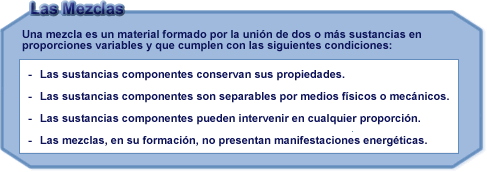 Las Mezclas
Una mezcla es un material formado por la unión de dos o más sustancias en
proporciones variables y que cumplen con las siguientes condiciones:
- Las sustancias componentes conservan sus propiedades.
- Las sustancias componentes son separables por medios físicos o mecánicos.
- Las sustancias componentes pueden intervenir en cualquier proporción.
- Las mezclas, en su formación, no presentan manifestaciones energéticas.